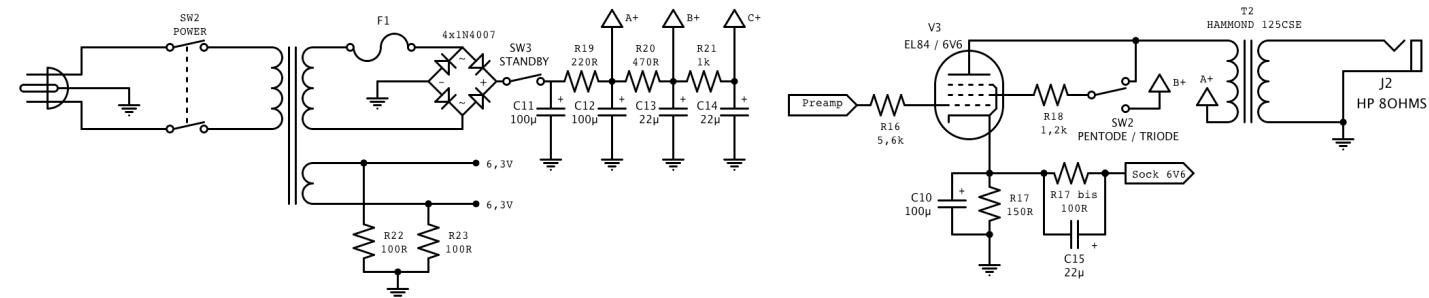 SW2
POWER
F1
4x1N4007
~
~
-
+
SW3
STANDBY
R19
220R
R20
470R
R21
1k
A+
B+
C+
C11
100µ
+
C12
100µ
+
C13
22µ
+
C14
22µ
+
6,3V
6,3V
R22
100R
R23
100R
V3
EL84 / 6V6
Preamp
R16
5,6k
R18
1,2k
SW2
PENTODE / TRIODE
B+
A+
T2
HAMMOND 125CSE
J2
HP 8OHMS
C10
100µ
+
R17
150R
R17 bis
100R
Sock 6V6
C15
22µ
+